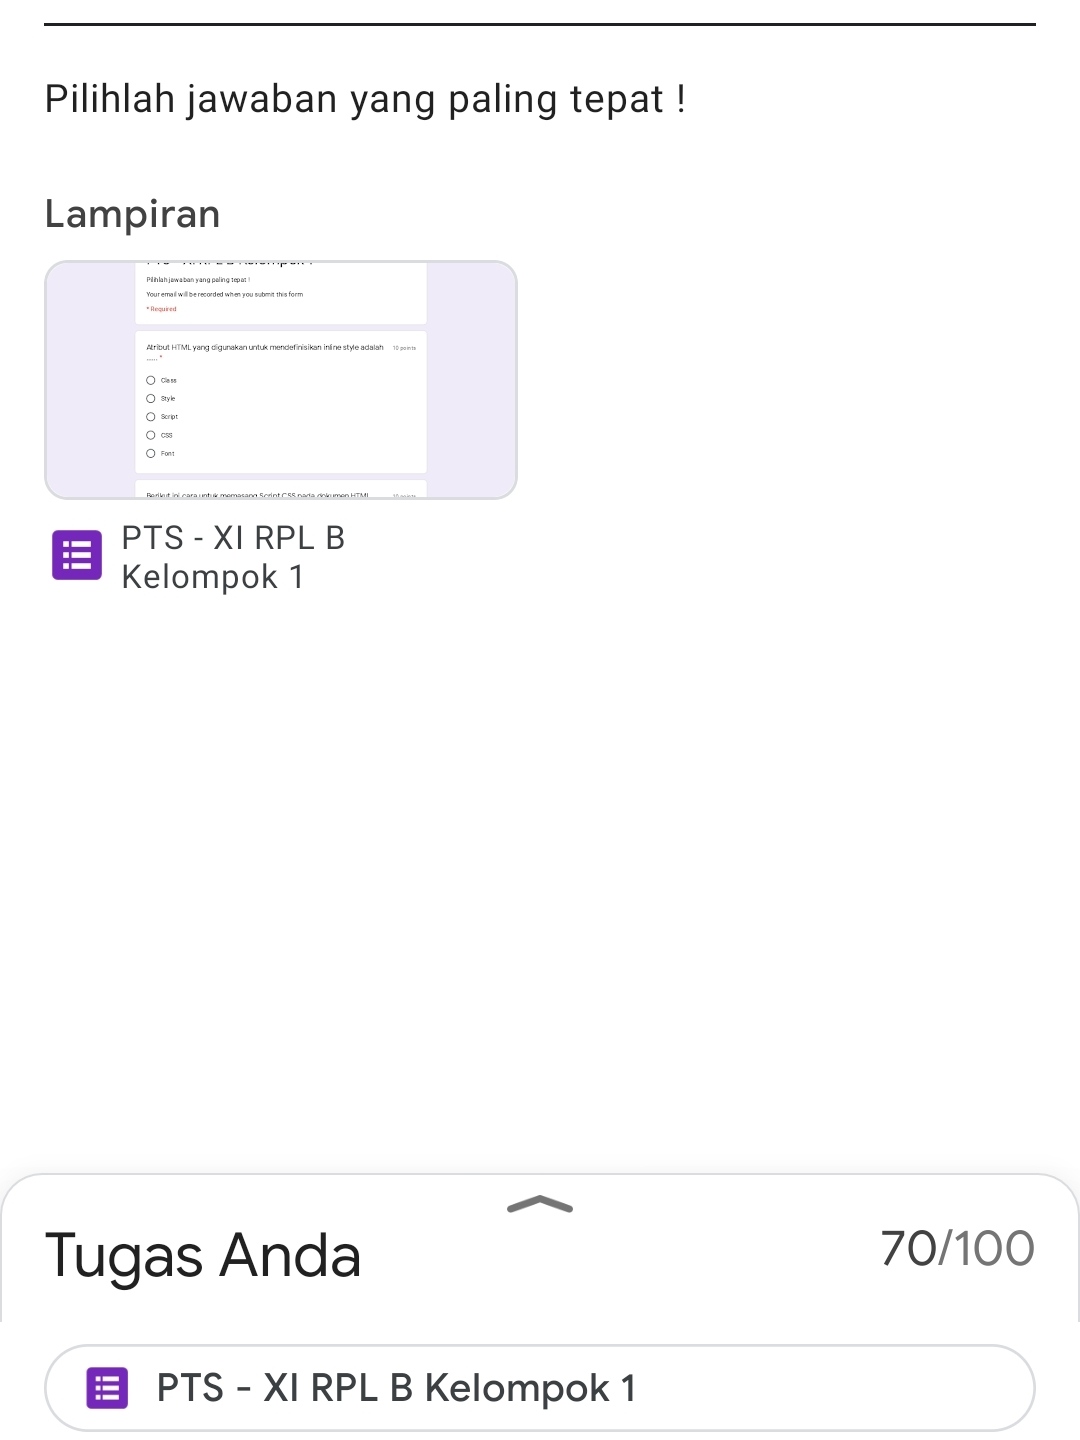 Pilihlah jawaban yang paling tepat !
Lampiran
Pilihlah jawaban yang paling tepat !
Your email will be recorded when you submit this form
* Required
Atribut HTML yang digunakan untuk mendefinisikan inline style adalah 10 points
...... *
Class
Style
Script
CSS
Font
Berikut ini cara untuk memasang Script CSS pada dokumen HTML 10 points
PTS - XI RPL B
Kelompok 1
Tugas Anda 70/100
PTS - XI RPL B Kelompok 1